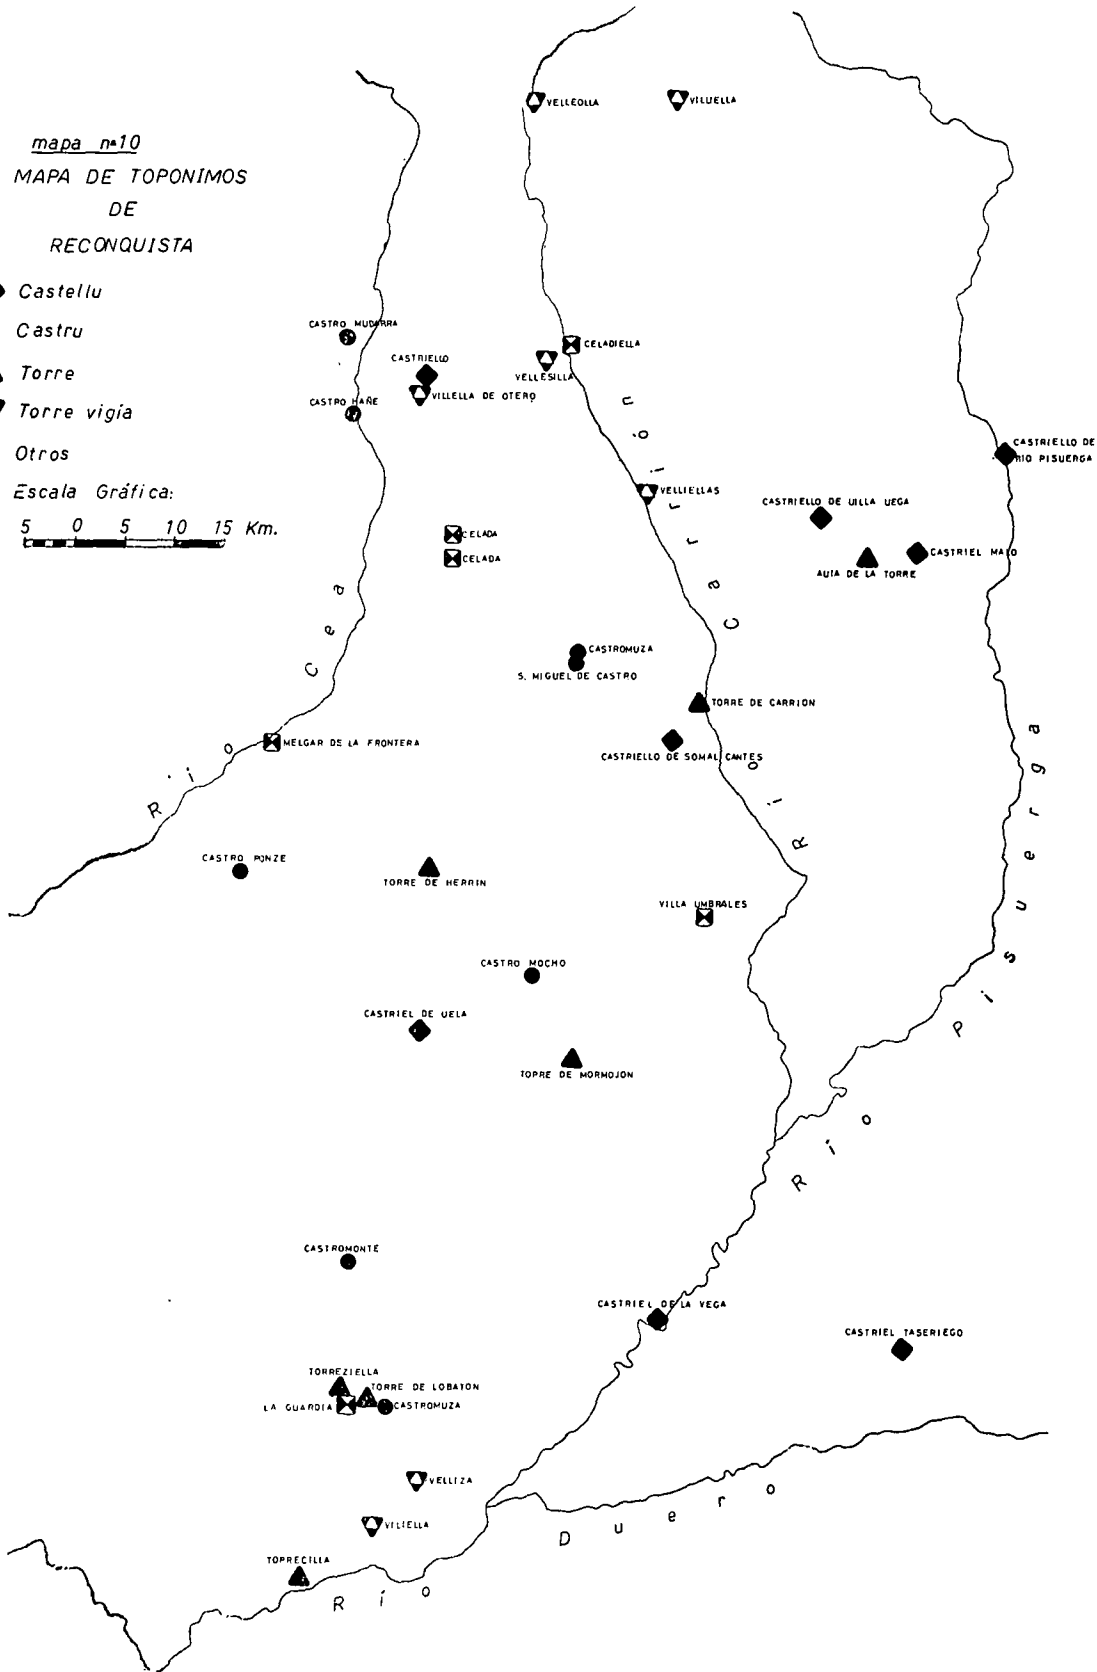 mapa nº10
MAPA DE TOPONIMOS
DE
RECONQUISTA
Castellu
Castru
Torre
Torre vigía
Otros
Escala Gráfica:
5 0 5 10 15 Km.
VELLEOLLA
VILUELLA
CASTRO MUDARRA
CELADIELLA
CASTRIELLO
VELLESILLA
VILLELLA DE OTERO
CASTRO HAÑE
CASTRIELLO DE
RIO PISUERGA
VELLIELLAS
CASTRIELLO DE UILLA UEGA
CELADA
CASTRIEL MAIO
CELADA
AUIA DE LA TORRE
CASTROMUZA
S. MIGUEL DE CASTRO
TORRE DE CARRION
MELGAR DE LA FRONTERA
CASTRIELLO DE SOMAL CANTES
CASTRO PONZE
TORRE DE HERRIN
VILLA UMBRALES
CASTRO MOCHO
CASTRIEL DE UELA
TOPRE DE MORMOJON
CASTROMONTE
CASTRIEL DE LA VEGA
CASTRIEL TASERIEGO
TORREZIELLA
TORRE DE LOBATON
LA GUARDIA
CASTROMUZA
VELLIZA
VILIELLA
TOPRECILLA
Río Cea
Río Carrión
Río Pisuerga
Río Duero